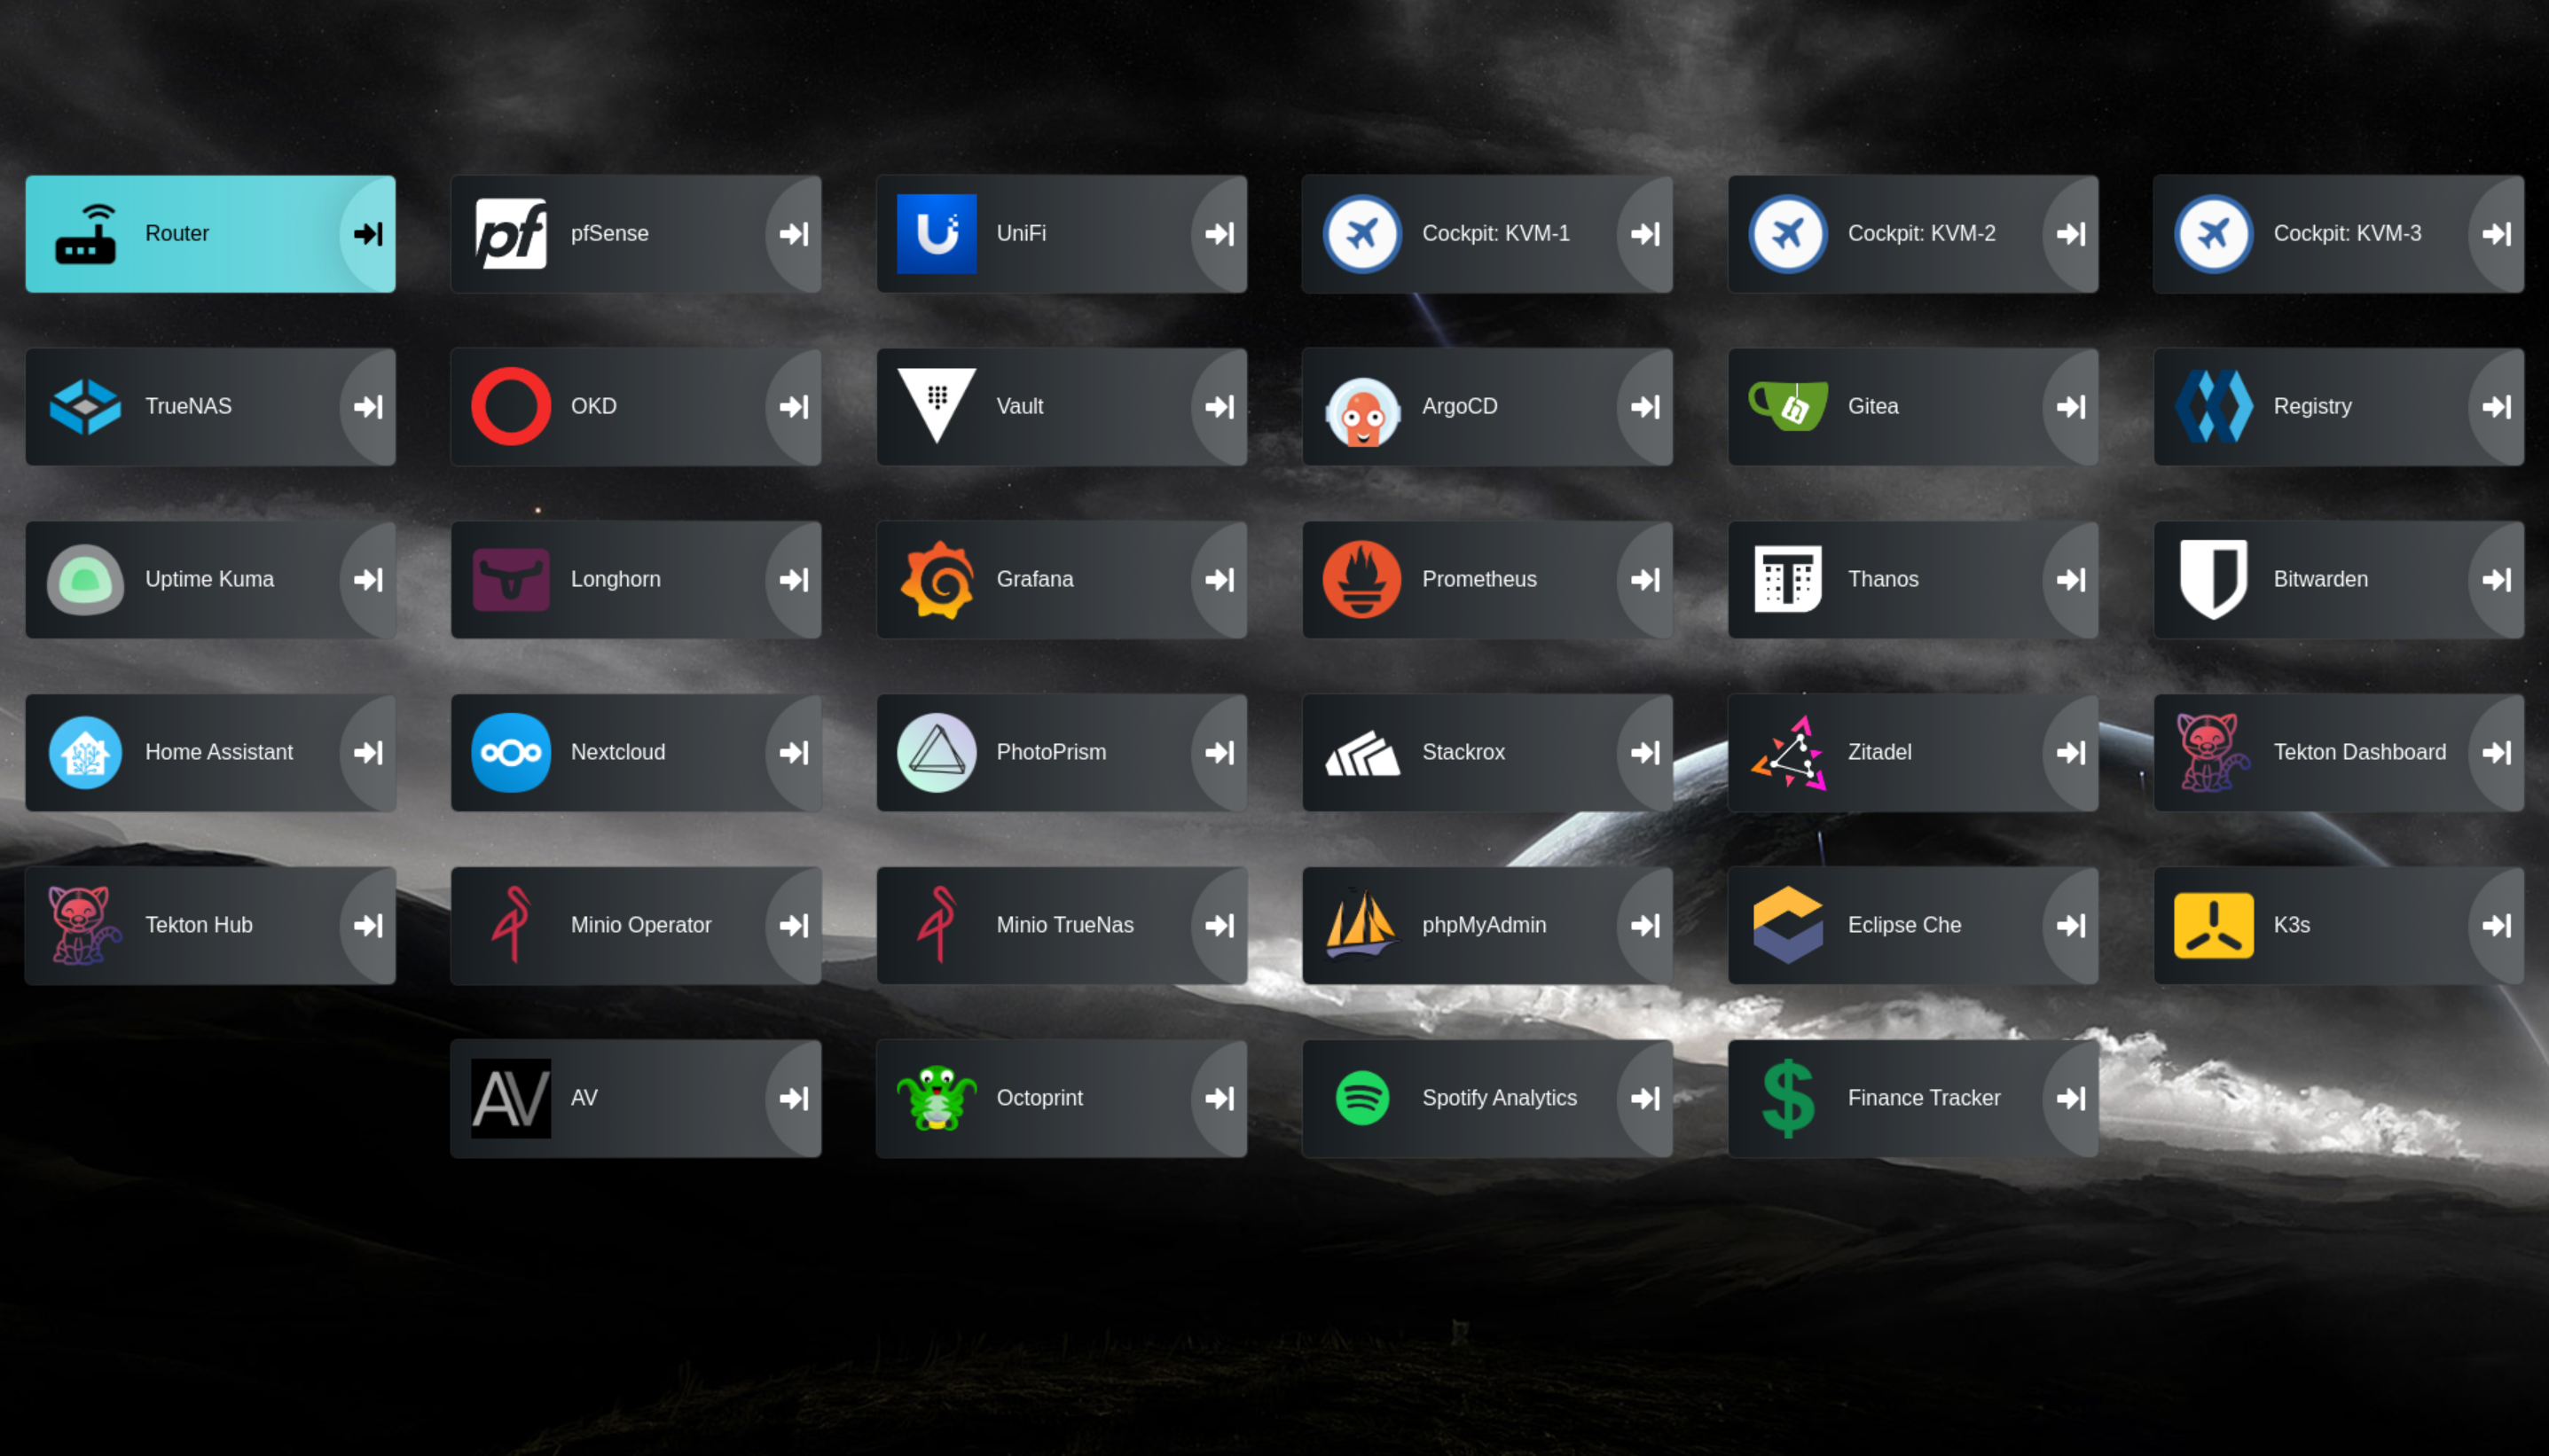 Router
pf pfSense
U UniFi
Cockpit: KVM-1
Cockpit: KVM-2
Cockpit: KVM-3
TrueNAS
OKD
Vault
ArgoCD
Gitea
Registry
Uptime Kuma
Longhorn
Grafana
Prometheus
T Thanos
Bitwarden
Home Assistant
Nextcloud
PhotoPrism
Stackrox
Zitadel
Tekton Dashboard
Tekton Hub
Minio Operator
Minio TrueNas
phpMyAdmin
Eclipse Che
K3s
AV AV
Octoprint
Spotify Analytics
$ Finance Tracker